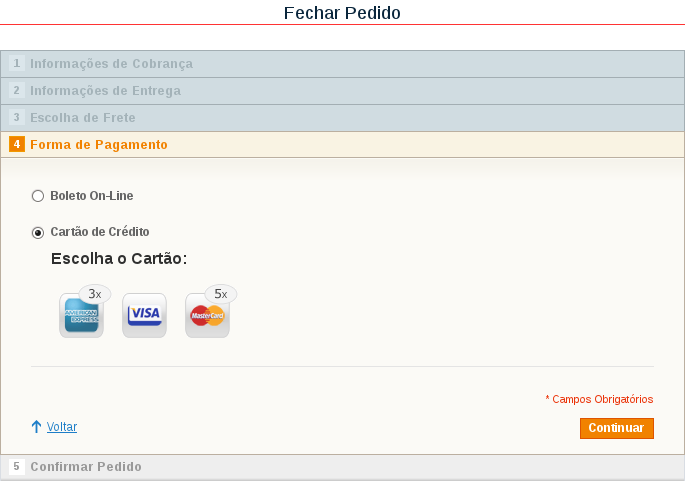 Fechar Pedido
1 Informações de Cobrança
2 Informações de Entrega
3 Escolha de Frete
4 Forma de Pagamento
Boleto On-Line
Cartão de Crédito
Escolha o Cartão:
3x 5x
AMERICAN EXPRESS VISA MasterCard
* Campos Obrigatórios
Voltar Continuar
5 Confirmar Pedido